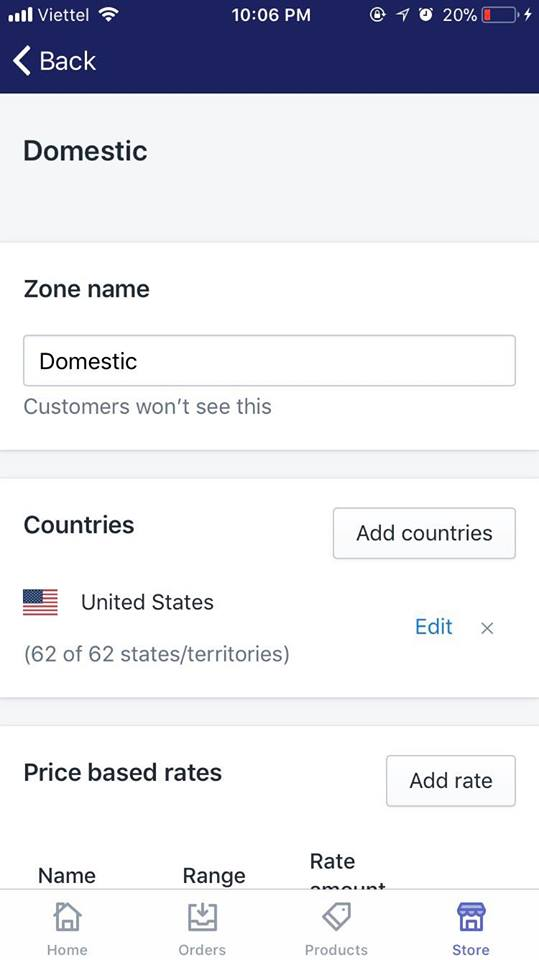 Viettel 10:06 PM 20%
Back
Domestic
Zone name
Domestic
Customers won't see this
Countries
Add countries
United States
(62 of 62 states/territories)
Edit ×
Price based rates
Add rate
Name Range Rate
amount
Home Orders Products Store